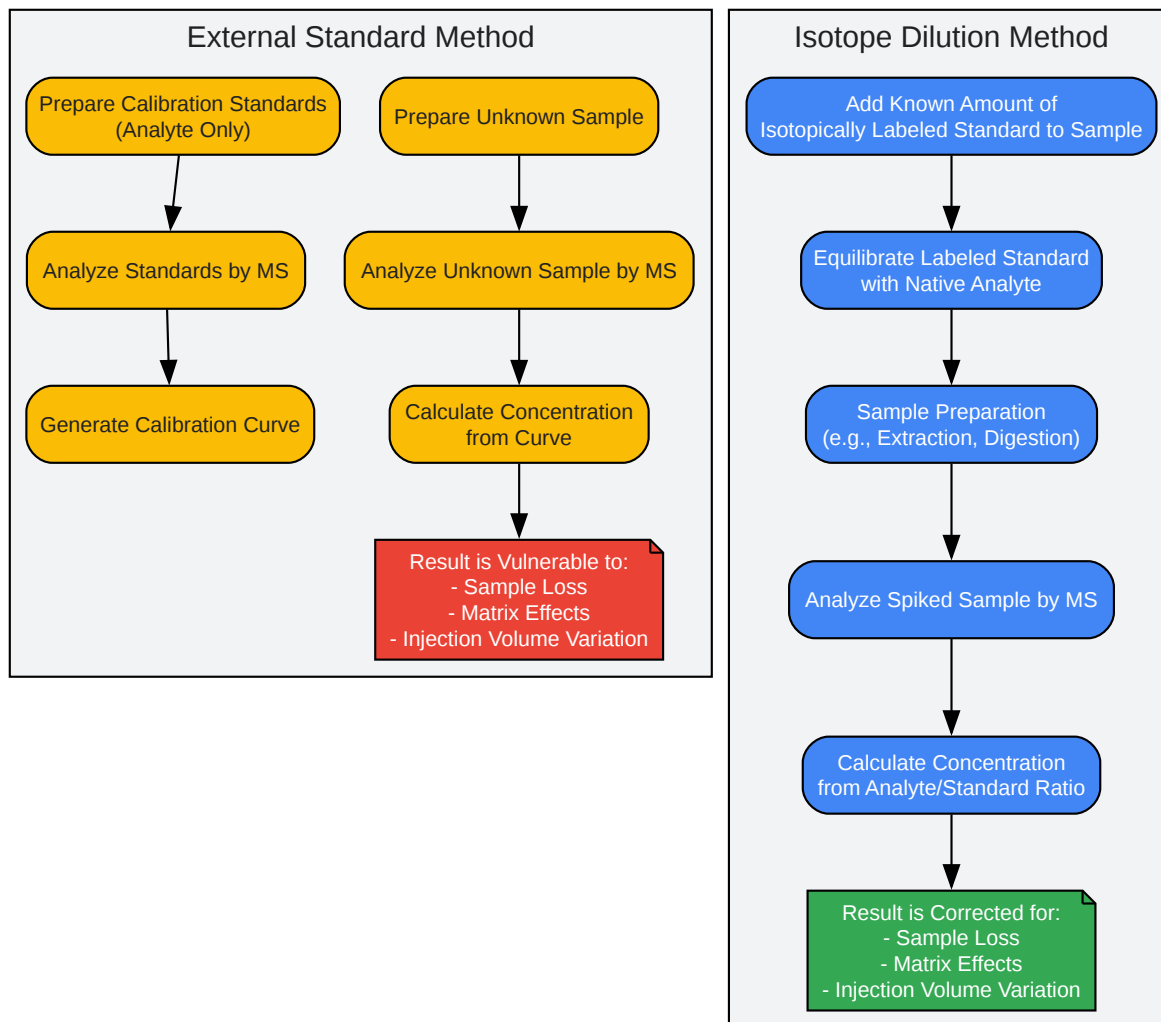 External Standard Method
Prepare Calibration Standards
(Analyte Only)
Analyze Standards by MS
Generate Calibration Curve
Prepare Unknown Sample
Analyze Unknown Sample by MS
Calculate Concentration
from Curve
Result is Vulnerable to:
- Sample Loss
- Matrix Effects
- Injection Volume Variation
Isotope Dilution Method
Add Known Amount of
Isotopically Labeled Standard to Sample
Equilibrate Labeled Standard
with Native Analyte
Sample Preparation
(e.g., Extraction, Digestion)
Analyze Spiked Sample by MS
Calculate Concentration
from Analyte/Standard Ratio
Result is Corrected for:
- Sample Loss
- Matrix Effects
- Injection Volume Variation